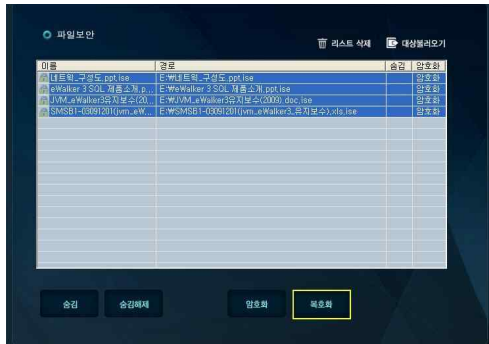 파일보안
리스트 삭제 대상불러오기
이름 경로 숨김 암호화
네트웍_구성도.ppt.ise E:₩네트웍_구성도.ppt.ise 암호화
eWalker 3 SQL 제품소개.p... E:₩eWalker 3 SQL 제품소개.ppt.ise 암호화
JVM_eWalker3유지보수(20... E:₩JVM_eWalker3유지보수(2009).doc.ise 암호화
SMSB1-03091201(jvm_eW... E:₩SMSB1-03091201(jvm_eWalker3_유지보수).xls.ise 암호화
숨김 숨김해제 암호화 복호화